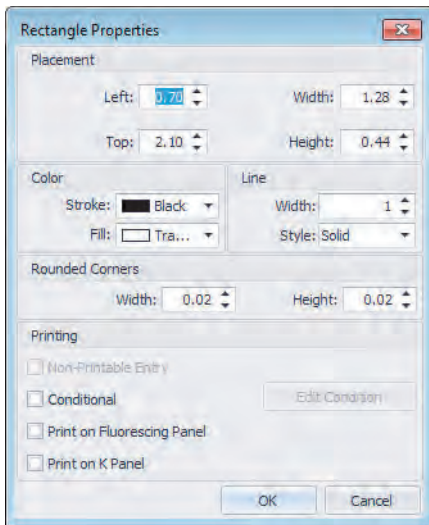 Rectangle Properties
Placement
Left: 0.70 Width: 1.28
Top: 2.10 Height: 0.44
Color Line
Stroke: Black Width: 1
Fill: Tra... Style: Solid
Rounded Corners
Width: 0.02 Height: 0.02
Printing
Non-Printable Entry
Conditional Edit Condition
Print on Fluorescing Panel
Print on K Panel
OK Cancel